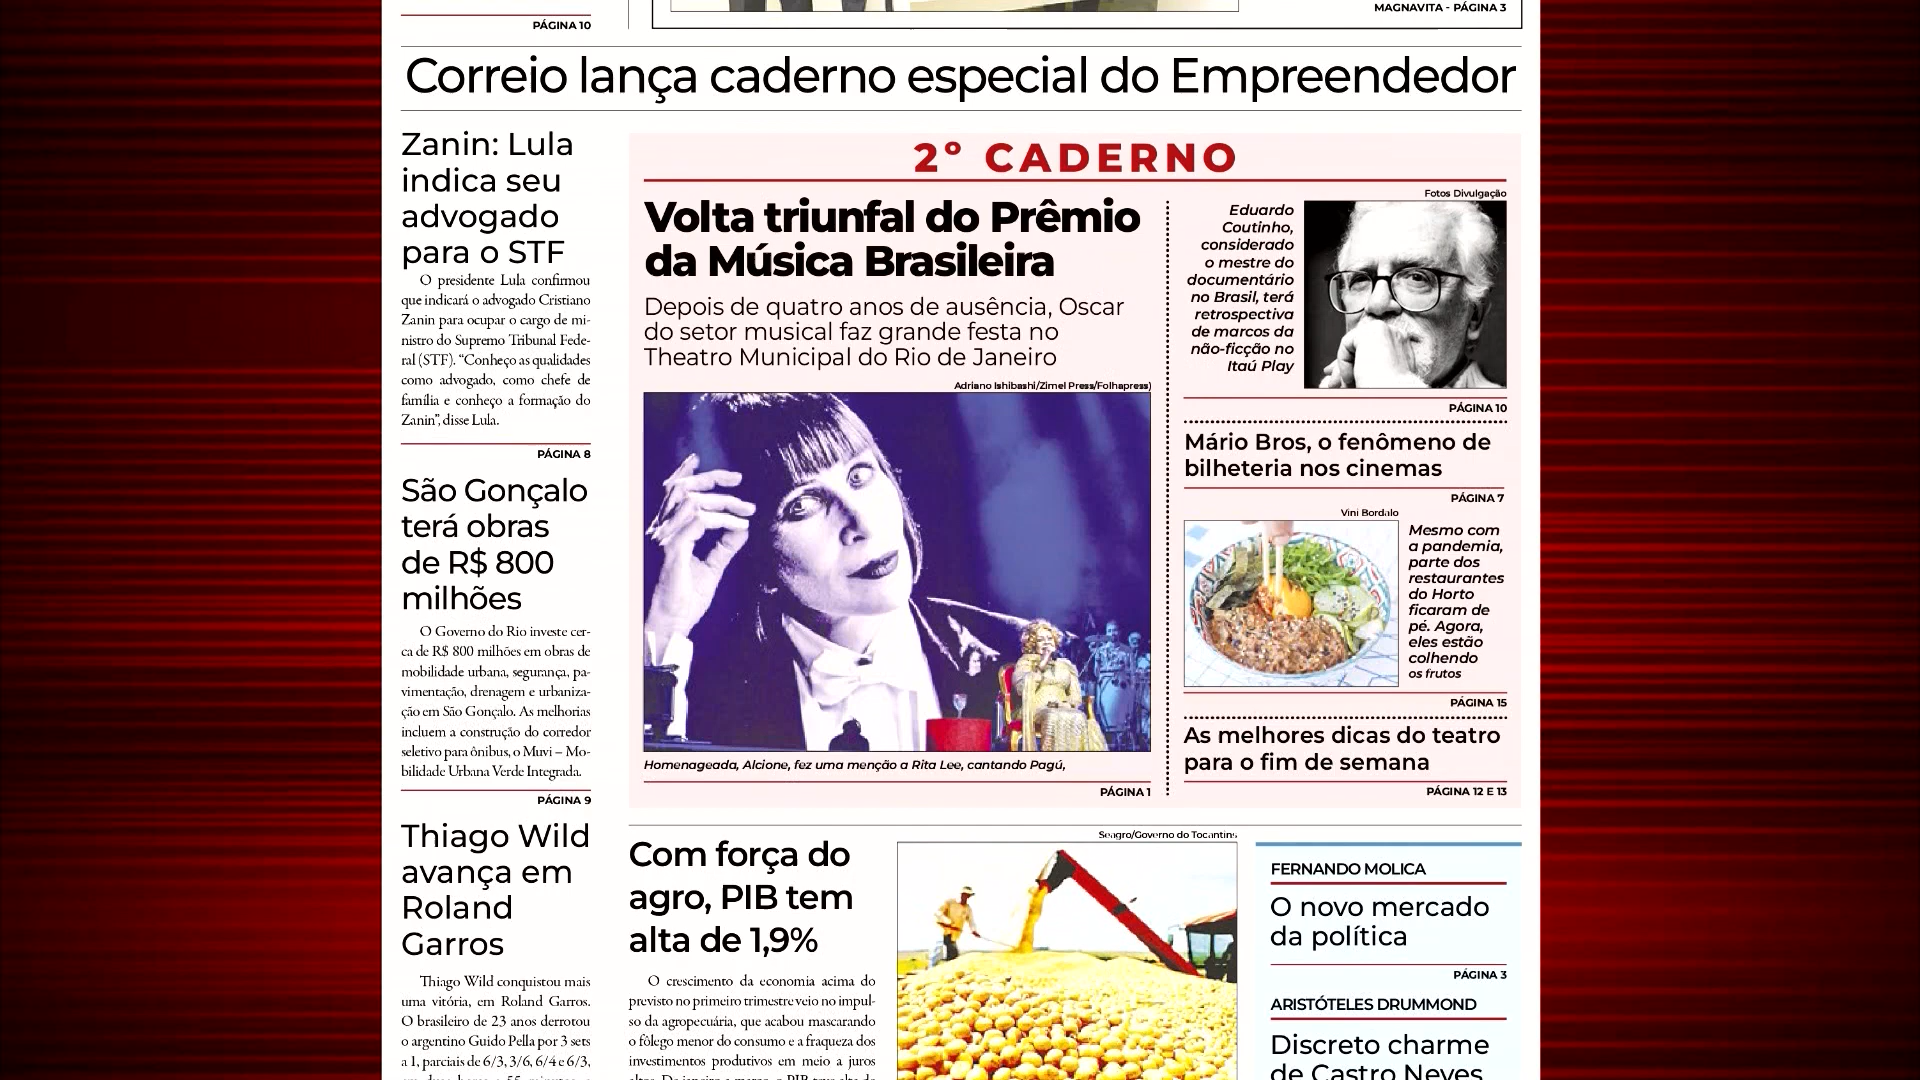 PÁGINA 10
MAGNAVITA - PÁGINA 3
Correio lança caderno especial do Empreendedor
Zanin: Lula
indica seu
advogado
para o STF
O presidente Lula confirmou
que indicará o advogado Cristiano
Zanin para ocupar o cargo de mi-
nistro do Supremo Tribunal Fede-
ral (STF). “Conheço as qualidades
como advogado, como chefe de
família e conheço a formação do
Zanin”, disse Lula.
PÁGINA 8
São Gonçalo
terá obras
de R$ 800
milhões
O Governo do Rio investe cer-
ca de R$ 800 milhões em obras de
mobilidade urbana, segurança, pa-
vimentação, drenagem e urbaniza-
ção em São Gonçalo. As melhorias
incluem a construção do corredor
seletivo para ônibus, o Muvi – Mo-
bilidade Urbana Verde Integrada.
PÁGINA 9
Thiago Wild
avança em
Roland
Garros
Thiago Wild conquistou mais
uma vitória, em Roland Garros.
O brasileiro de 23 anos derrotou
o argentino Guido Pella por 3 sets
a 1, parciais de 6/3, 3/6, 6/4 e 6/3,
2º CADERNO
Volta triunfal do Prêmio
da Música Brasileira
Depois de quatro anos de ausência, Oscar
do setor musical faz grande festa no
Theatro Municipal do Rio de Janeiro
Adriano Ishibashi/Zimel Press/Folhapress)
Homenageada, Alcione, fez uma menção a Rita Lee, cantando Pagú,
PÁGINA 1
Fotos Divulgação
Eduardo
Coutinho,
considerado
o mestre do
documentário
no Brasil, terá
retrospectiva
de marcos da
não-ficção no
Itaú Play
PÁGINA 10
Mário Bros, o fenômeno de
bilheteria nos cinemas
PÁGINA 7
Vini Bordalo
Mesmo com
a pandemia,
parte dos
restaurantes
do Horto
ficaram de
pé. Agora,
eles estão
colhendo
os frutos
PÁGINA 15
As melhores dicas do teatro
para o fim de semana
PÁGINA 12 E 13
Com força do
agro, PIB tem
alta de 1,9%
O crescimento da economia acima do
previsto no primeiro trimestre veio no impul-
so da agropecuária, que acabou mascarando
o fôlego menor do consumo e a fraqueza dos
investimentos produtivos em meio a juros
Seagro/Governo do Tocantins
FERNANDO MOLICA
O novo mercado
da política
PÁGINA 3
ARISTÓTELES DRUMMOND
Discreto charme
de Castro Neves